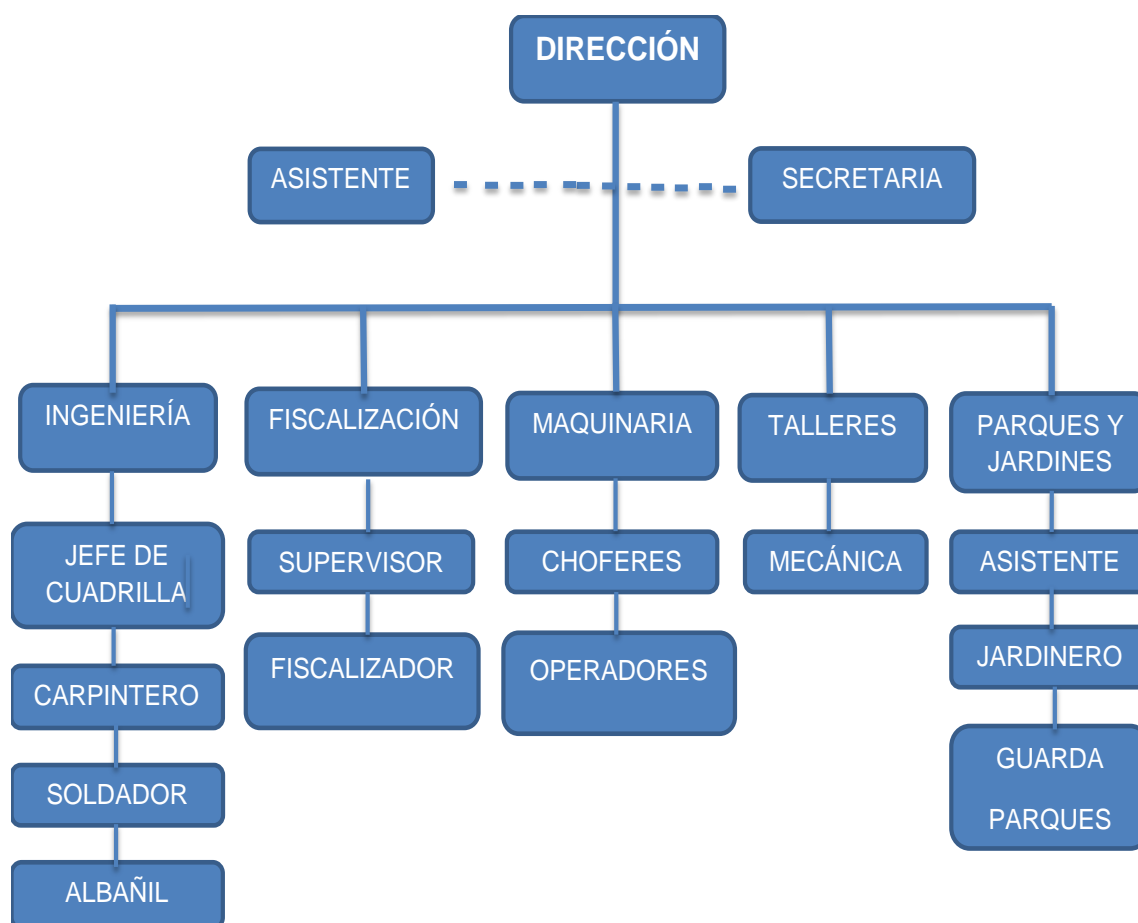 DIRECCIÓN
ASISTENTE
SECRETARIA
INGENIERÍA
FISCALIZACIÓN
MAQUINARIA
TALLERES
PARQUES Y
JARDINES
JEFE DE
CUADRILLA
SUPERVISOR
CHOFERES
MECÁNICA
ASISTENTE
CARPINTERO
FISCALIZADOR
OPERADORES
JARDINERO
SOLDADOR
GUARDA
PARQUES
ALBAÑIL